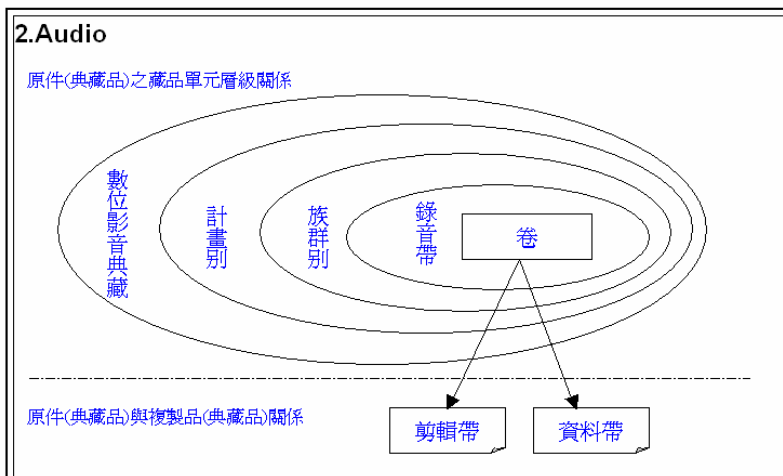 2.Audio
原件(典藏品)之藏品單元層級關係
數位影音典藏
計畫別
族群別
錄音帶
卷
原件(典藏品)與複製品(典藏品)關係
剪輯帶
資料帶